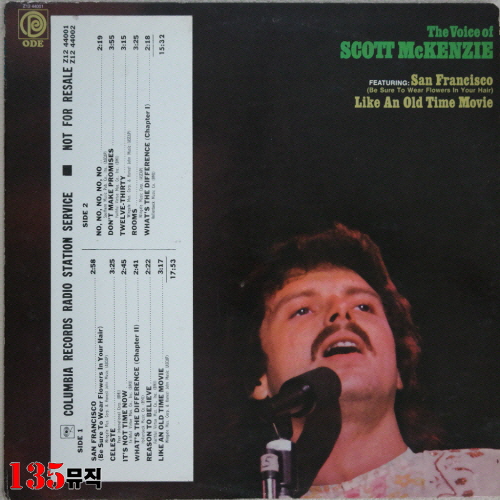 Z12 44001
ODE
The Voice of
SCOTT McKENZIE
FEATURING: San Francisco
(Be Sure To Wear Flowers In Your Hair)
Like An Old Time Movie
COLUMBIA RECORDS RADIO STATION SERVICE ■ NOT FOR RESALE
Z12 44001
Z12 44002
SIDE 1
SAN FRANCISCO 2:58
(Be Sure To Wear Flowers In Your Hair)
CELESTE 3:25
IT'S NOT TIME NOW 2:45
WHAT'S THE DIFFERENCE (Chapter II) 2:41
REASON TO BELIEVE 2:22
LIKE AN OLD TIME MOVIE 3:17
17:53
SIDE 2
NO, NO, NO, NO, NO 2:19
DON'T MAKE PROMISES 3:55
TWELVE-THIRTY 3:15
ROOMS 3:25
WHAT'S THE DIFFERENCE (Chapter I) 2:18
15:32
135뮤직